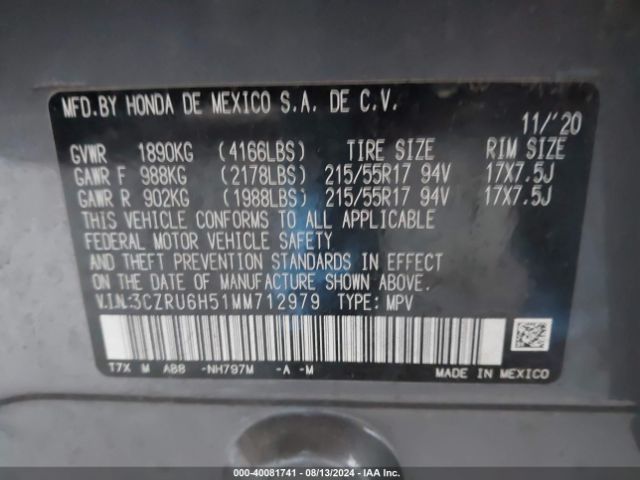 MFD.BY HONDA DE MEXICO S.A. DE C.V.
11/'20
GVWR 1890KG (4166LBS) TIRE SIZE RIM SIZE
GAWR F 988KG (2178LBS) 215/55R17 94V 17X7.5J
GAWR R 902KG (1988LBS) 215/55R17 94V 17X7.5J
THIS VEHICLE CONFORMS TO ALL APPLICABLE
FEDERAL MOTOR VEHICLE SAFETY
AND THEFT PREVENTION STANDARDS IN EFFECT
ON THE DATE OF MANUFACTURE SHOWN ABOVE.
V.I.N.:3CZRU6H51MM712979 TYPE: MPV
T7X M A88 -NH797M -A -M
MADE IN MEXICO
000-40081741 - 08/13/2024 - IAA Inc.